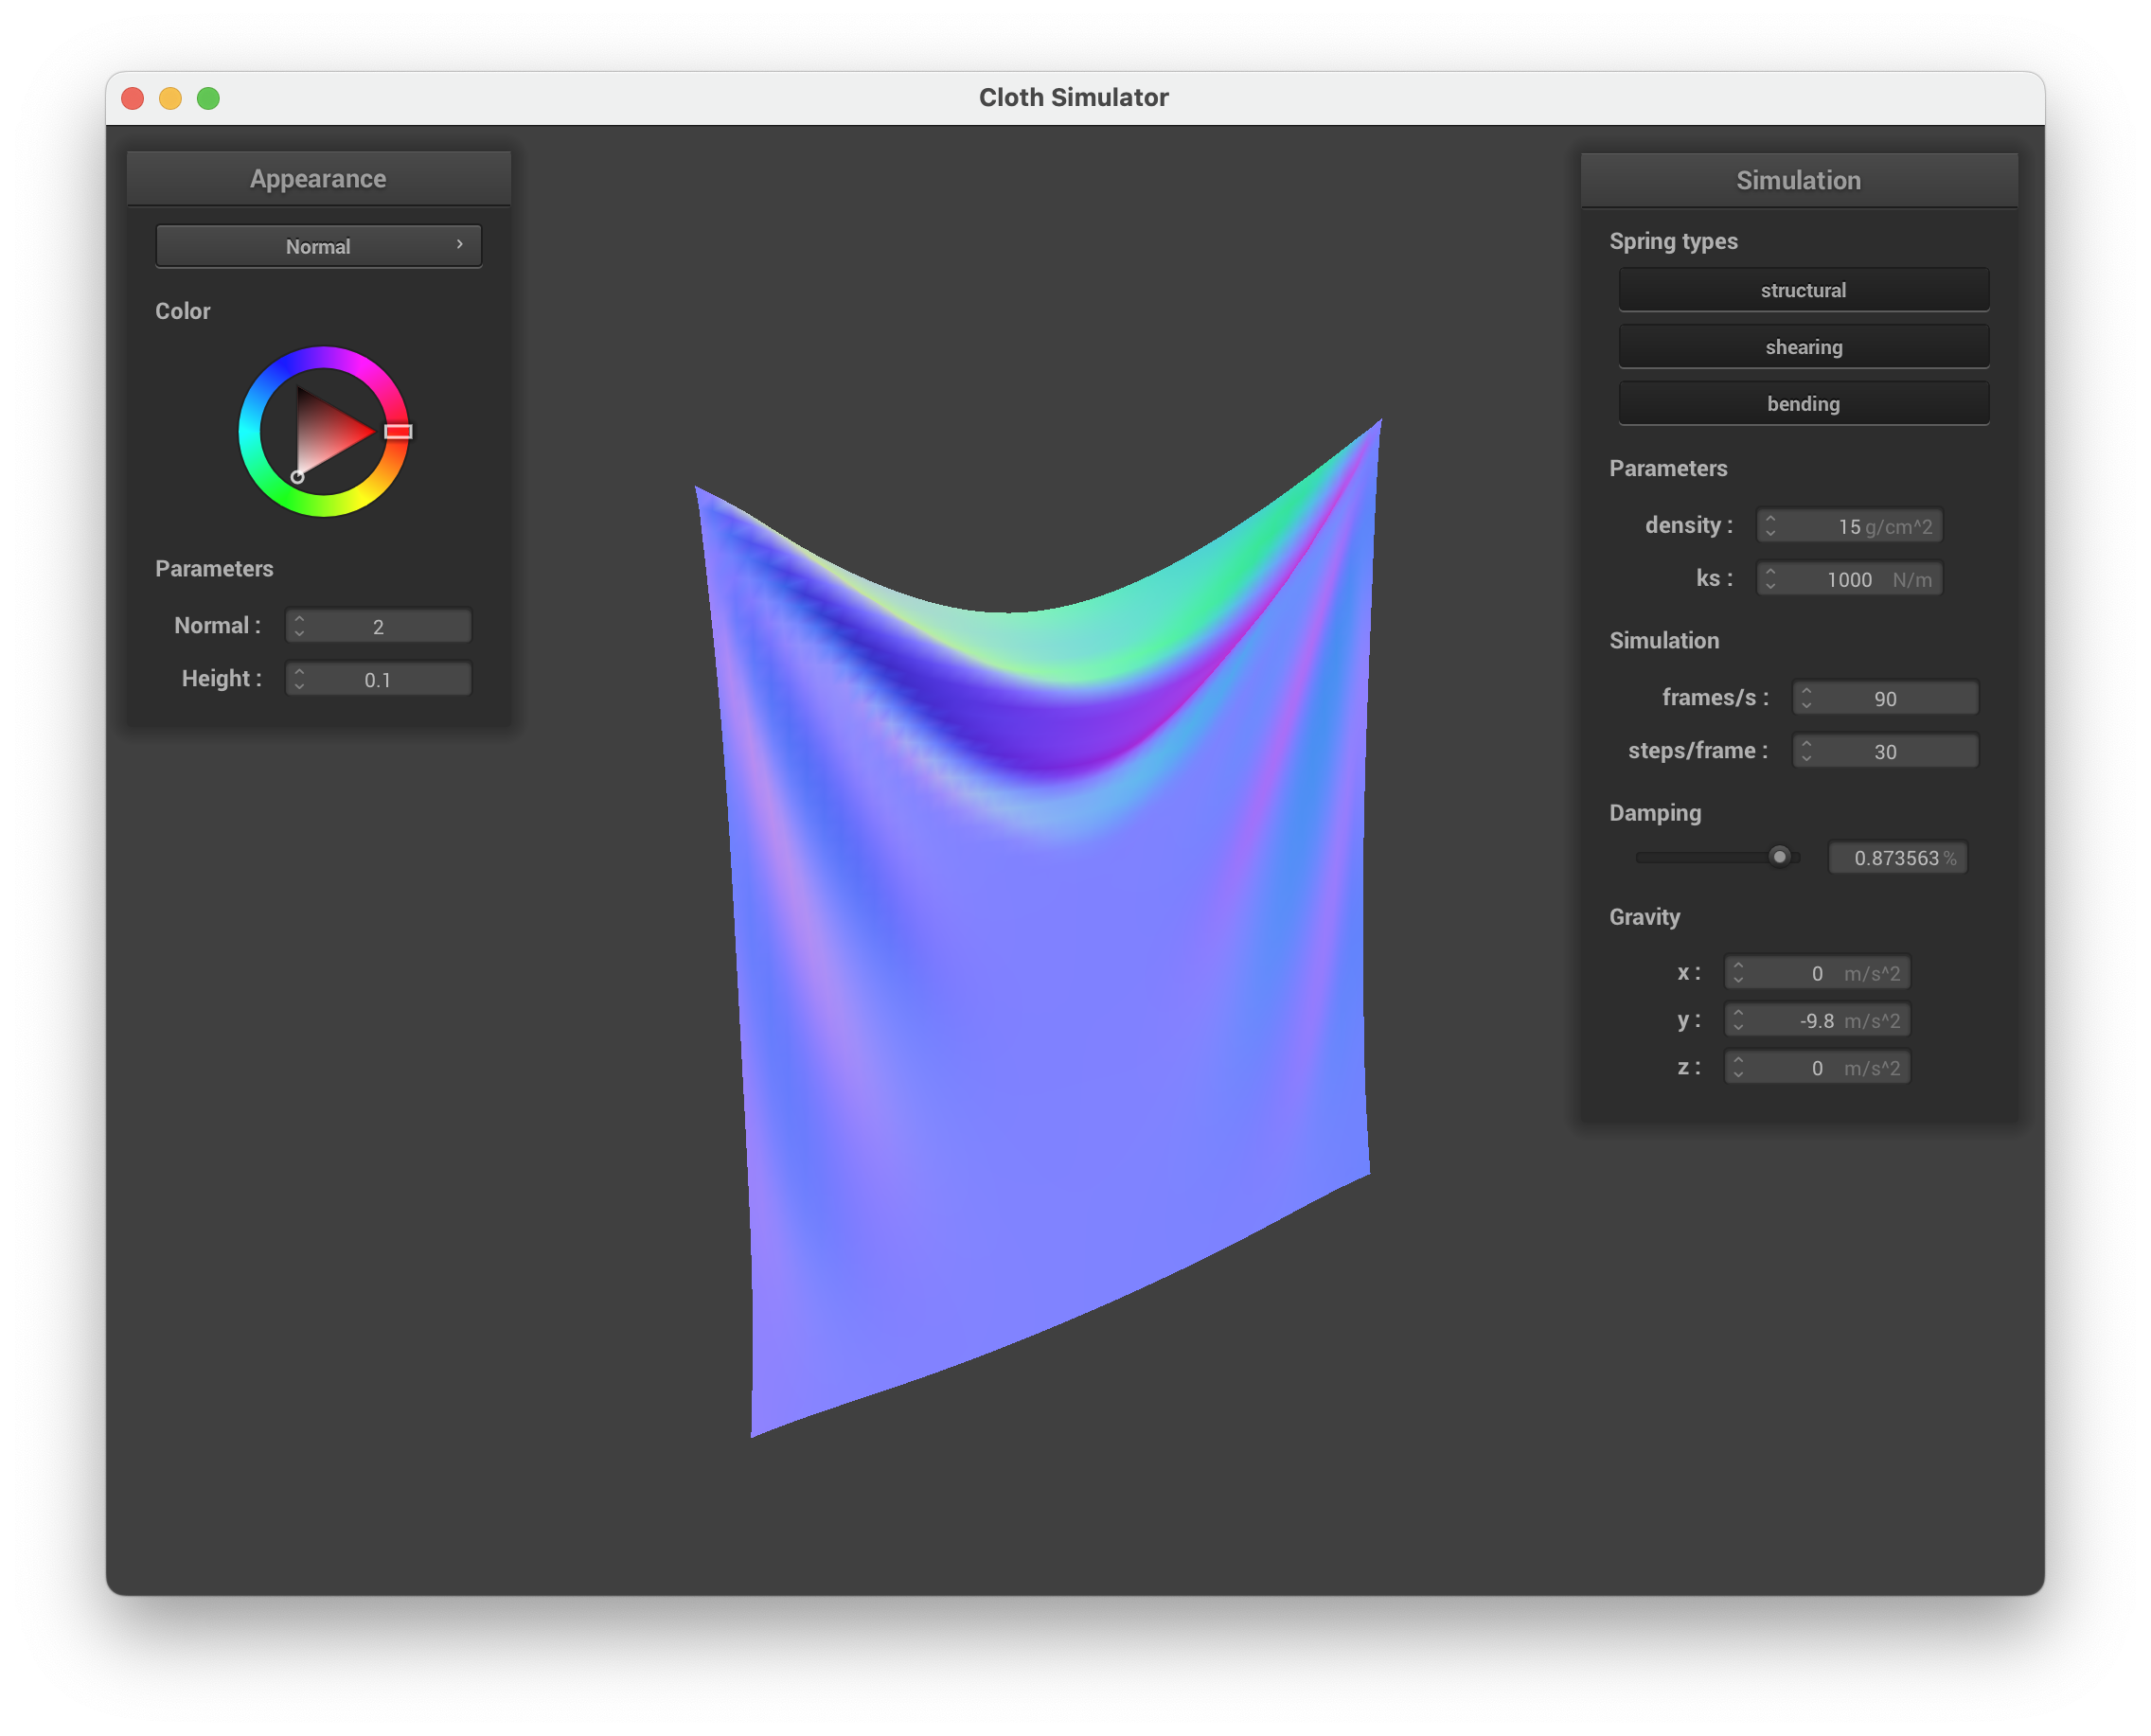 Cloth Simulator
Appearance
Normal
Color
Parameters
Normal : 2
Height : 0.1
Simulation
Spring types
structural
shearing
bending
Parameters
density : 15 g/cm^2
ks : 1000 N/m
Simulation
frames/s : 90
steps/frame : 30
Damping
0.873563 %
Gravity
x : 0 m/s^2
y : -9.8 m/s^2
z : 0 m/s^2